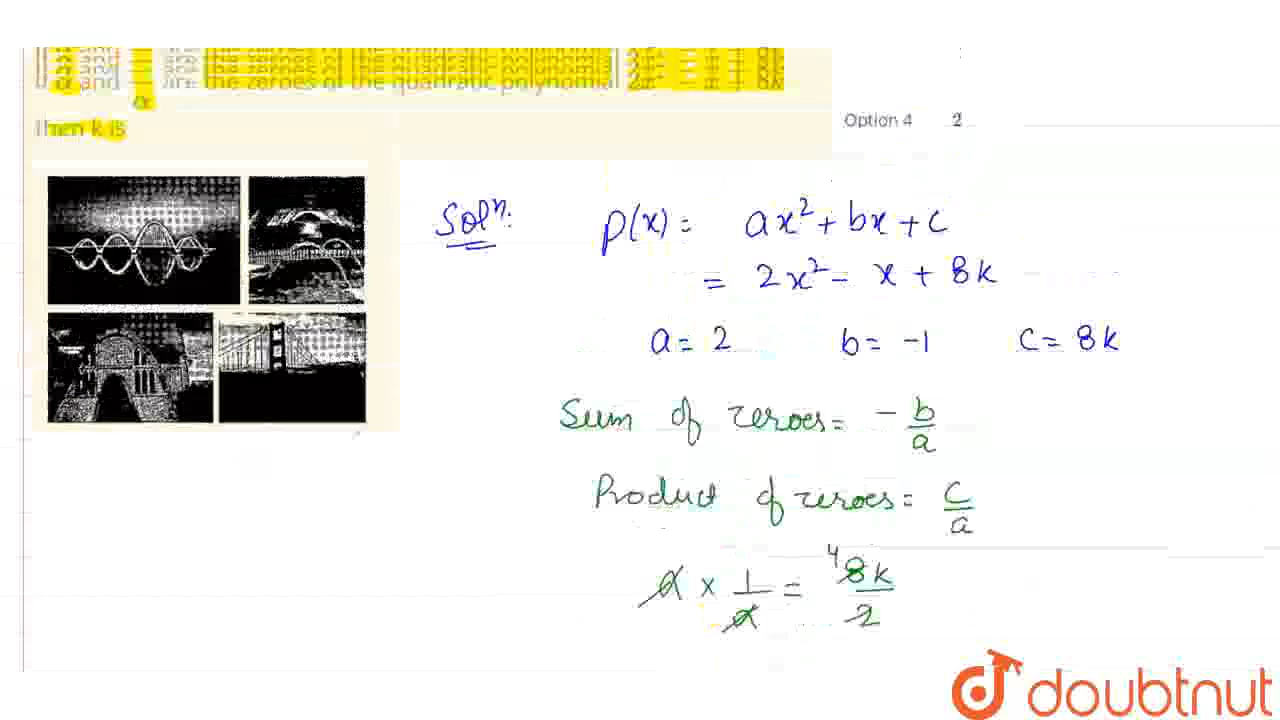 α and 1/α are the zeroes of the quadratic polynomial 2x² − x + 8k
then k is
Option 4 2
Solⁿ:
p(x) = ax² + bx + c
= 2x² − x + 8k
a = 2 b = −1 c = 8k
Sum of zeroes = − b/a
Product of zeroes = c/a
α × 1/α = 4 8k/2
doubtnut